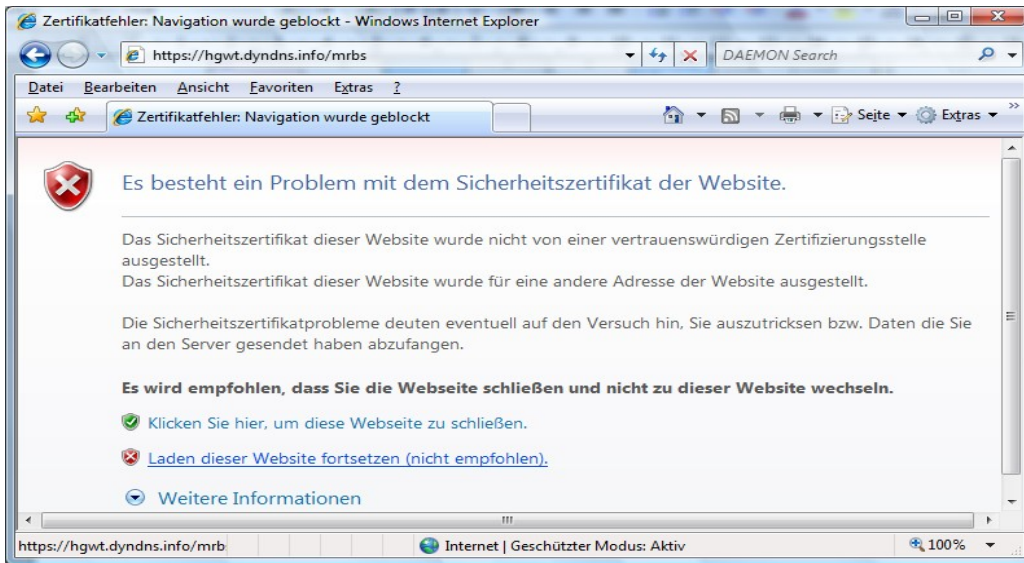 Zertifikatfehler: Navigation wurde geblockt - Windows Internet Explorer
https://hgwt.dyndns.info/mrbs
DAEMON Search
Datei Bearbeiten Ansicht Favoriten Extras ?
Zertifikatfehler: Navigation wurde geblockt
Seite Extras
Es besteht ein Problem mit dem Sicherheitszertifikat der Website.
Das Sicherheitszertifikat dieser Website wurde nicht von einer vertrauenswürdigen Zertifizierungsstelle
ausgestellt.
Das Sicherheitszertifikat dieser Website wurde für eine andere Adresse der Website ausgestellt.
Die Sicherheitszertifikatprobleme deuten eventuell auf den Versuch hin, Sie auszutricksen bzw. Daten die Sie
an den Server gesendet haben abzufangen.
Es wird empfohlen, dass Sie die Webseite schließen und nicht zu dieser Website wechseln.
Klicken Sie hier, um diese Webseite zu schließen.
Laden dieser Website fortsetzen (nicht empfohlen).
Weitere Informationen
https://hgwt.dyndns.info/mrb Internet | Geschützter Modus: Aktiv 100%